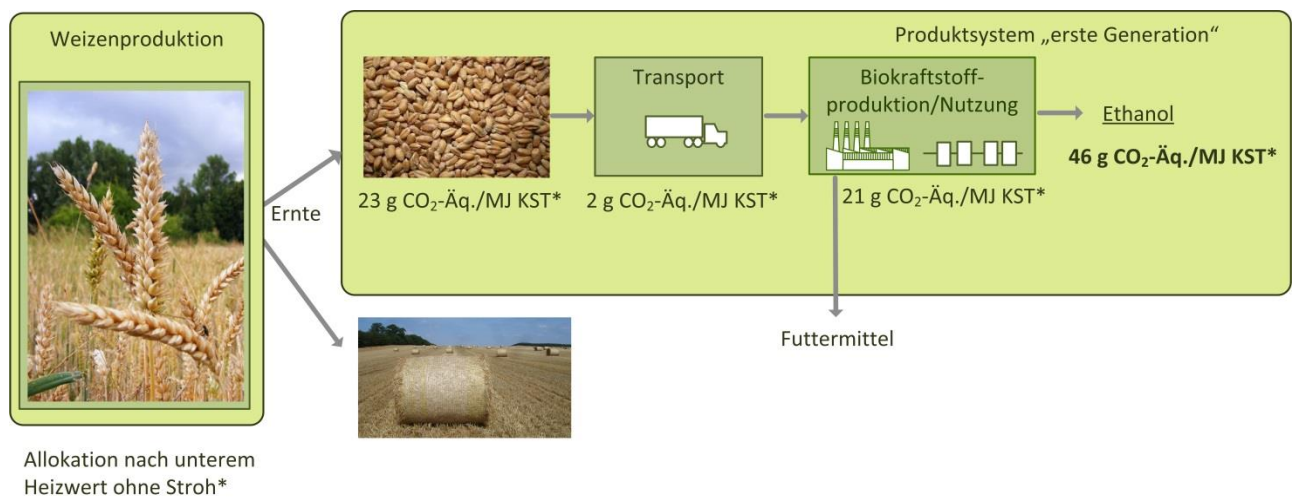 Weizenproduktion
Produktsystem „erste Generation“
Transport
Biokraftstoff-
produktion/Nutzung
Ethanol
46 g CO₂-Äq./MJ KST*
Ernte
23 g CO₂-Äq./MJ KST*
2 g CO₂-Äq./MJ KST*
21 g CO₂-Äq./MJ KST*
Futtermittel
Allokation nach unterem
Heizwert ohne Stroh*